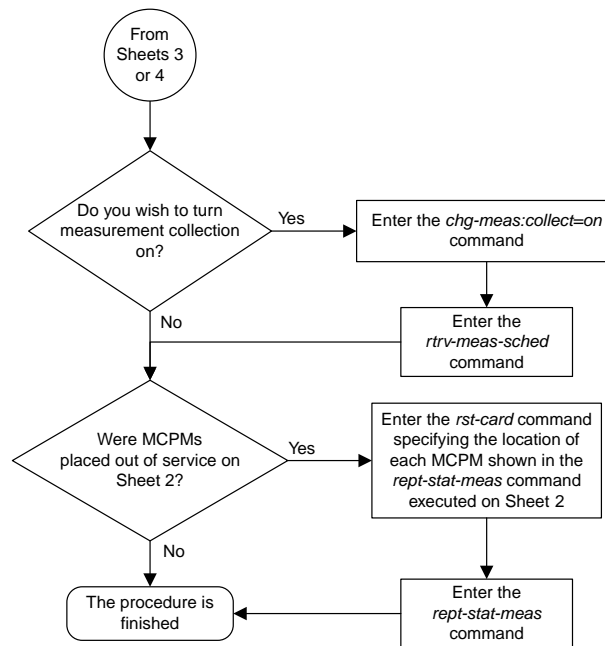 From
Sheets 3
or 4
Do you wish to turn
measurement collection
on?
Yes
Enter the chg-meas:collect=on
command
No
Enter the
rtrv-meas-sched
command
Were MCPMs
placed out of service on
Sheet 2?
Yes
Enter the rst-card command
specifying the location of
each MCPM shown in the
rept-stat-meas command
executed on Sheet 2
No
The procedure is
finished
Enter the
rept-stat-meas
command